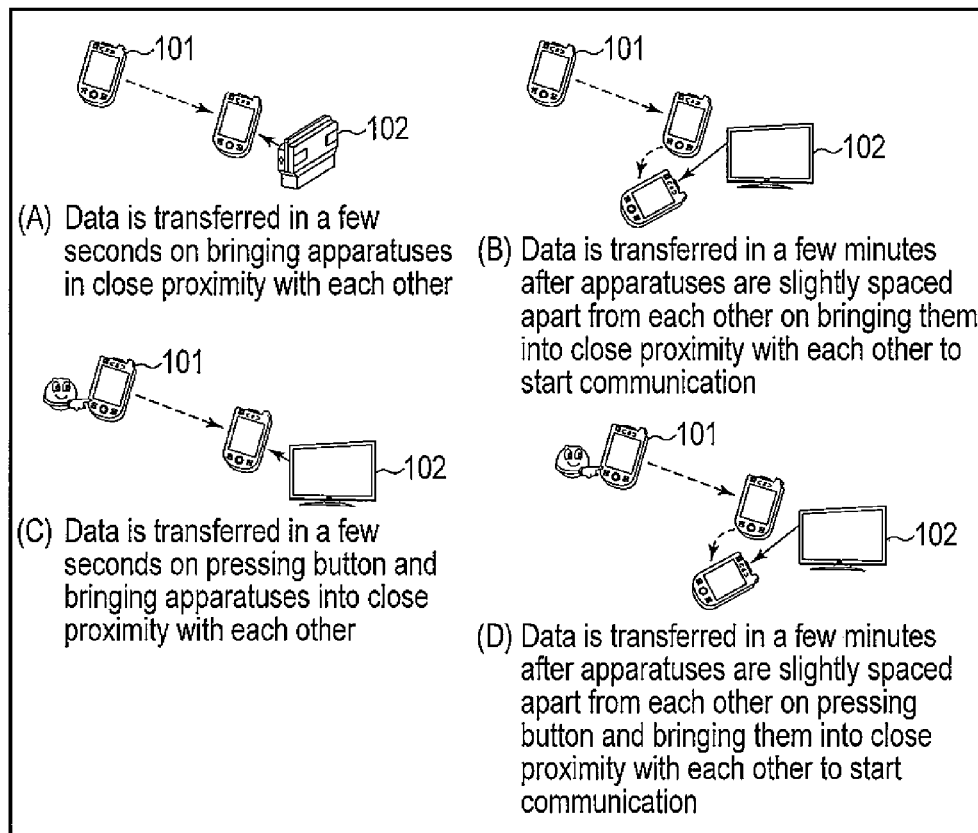 101
102
(A) Data is transferred in a few
seconds on bringing apparatuses
in close proximity with each other
101
102
(B) Data is transferred in a few minutes
after apparatuses are slightly spaced
apart from each other on bringing them
into close proximity with each other to
start communication
101
102
(C) Data is transferred in a few
seconds on pressing button and
bringing apparatuses into close
proximity with each other
101
102
(D) Data is transferred in a few minutes
after apparatuses are slightly spaced
apart from each other on pressing
button and bringing them into close
proximity with each other to start
communication